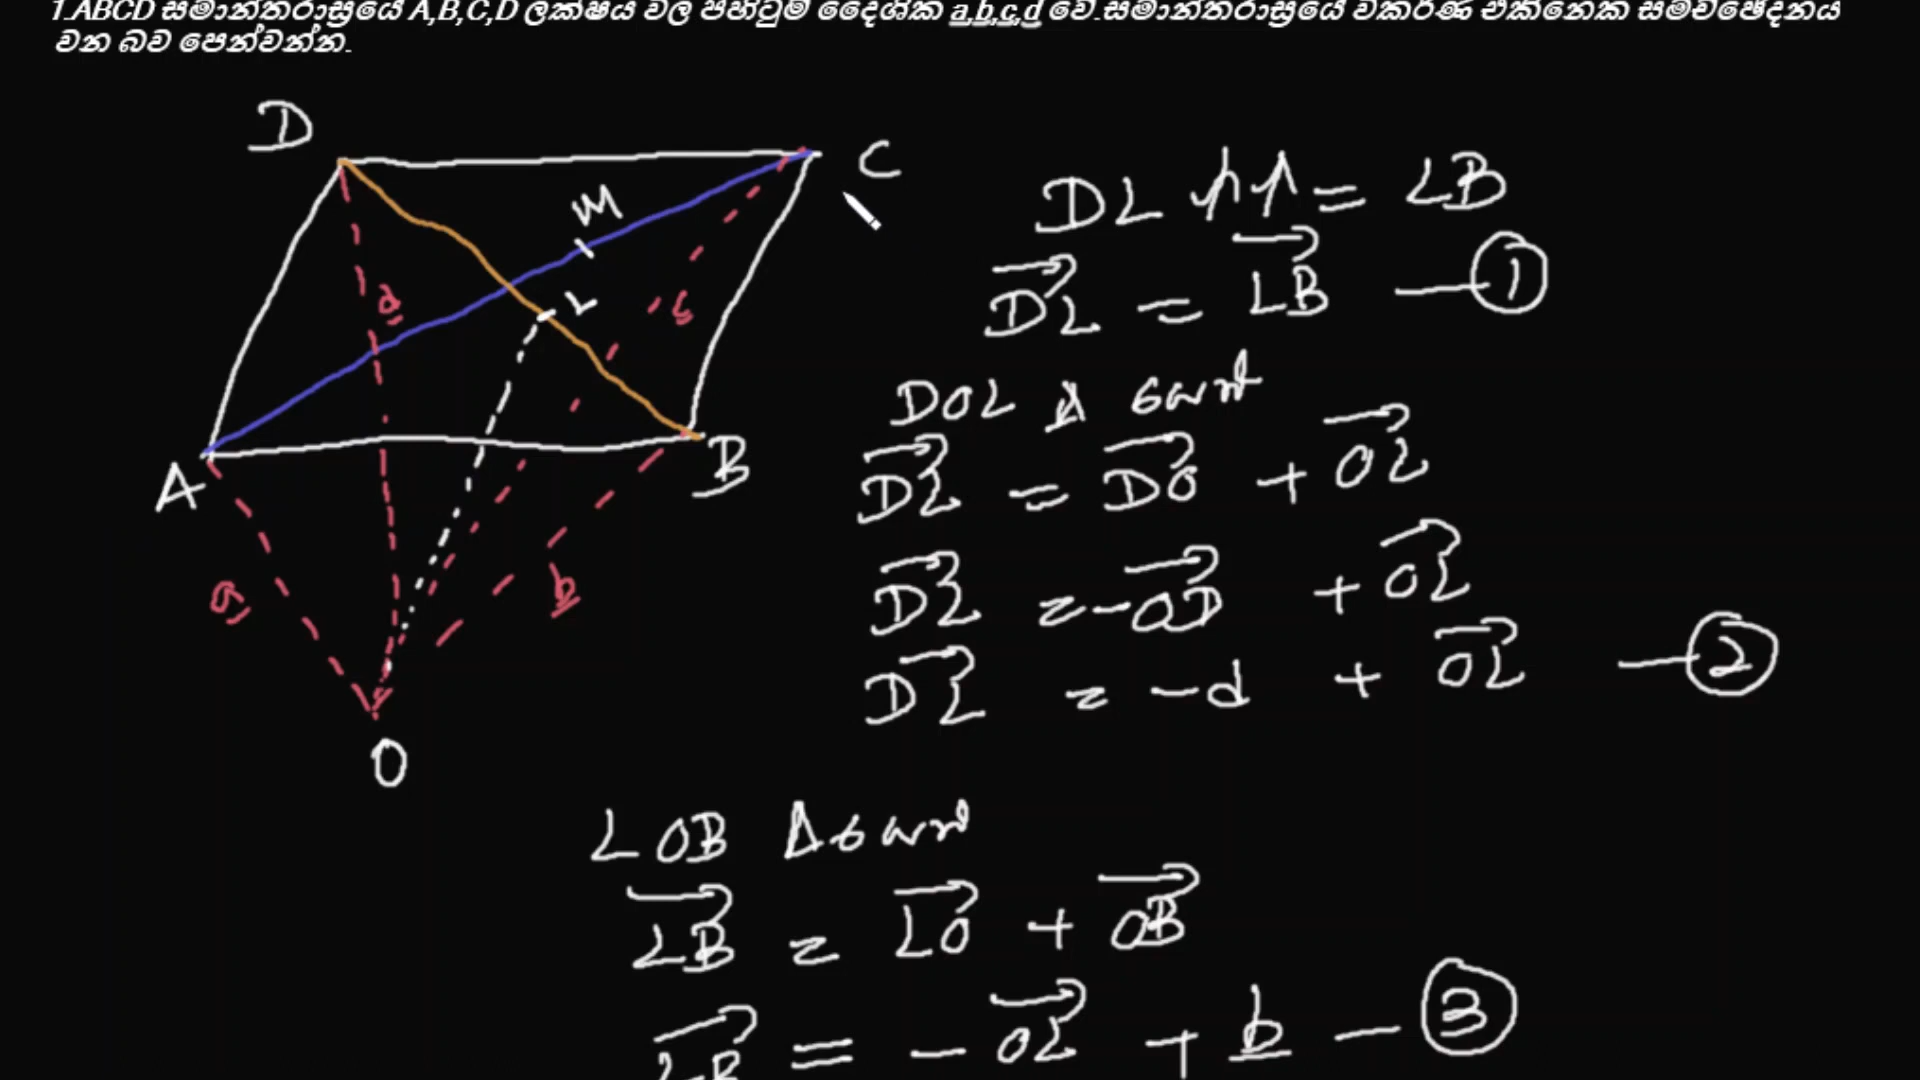 1.ABCD සමාන්තරාස්‍රයේ A,B,C,D ලක්ෂය වල පිහිටුම් දෛශික a,b,c,d වේ.සමාන්තරාස්‍රයේ විකර්ණ එකිනෙක සමච්ඡේදනය
වන බව පෙන්වන්න.
D
C
M
L
d
c
A
B
a
b
O
DL = LB
DL = LB — 1
DOL Δ යෙන්
DL = DO + OL
DL = -OD + OL
DL = -d + OL — 2
LOB Δ යෙන්
LB = LO + OB
LB = - OL + b — 3